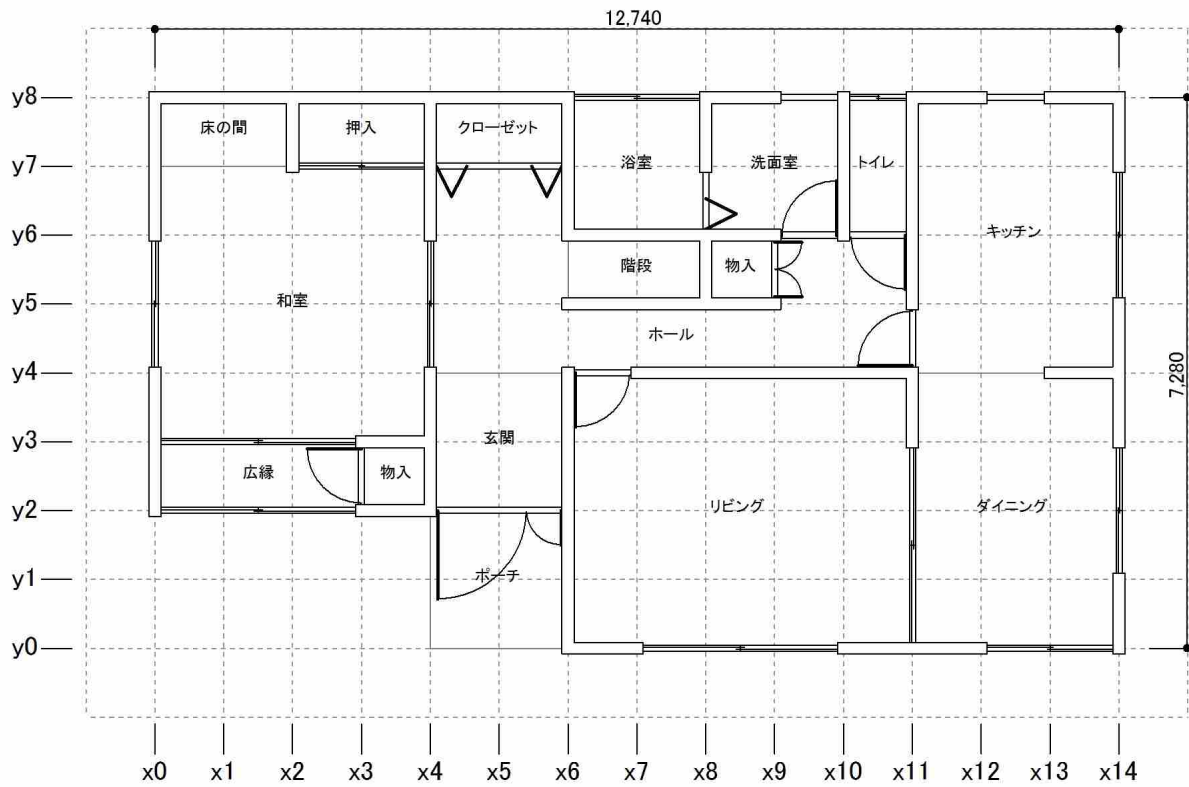 12,740
y8
床の間
押入
クローゼット
浴室
洗面室
トイレ
y7
y6
キッチン
階段
物入
和室
y5
ホール
y4
7,280
玄関
y3
広縁
物入
y2
リビング
ダイニング
ポーチ
y1
y0
x0 x1 x2 x3 x4 x5 x6 x7 x8 x9 x10 x11 x12 x13 x14